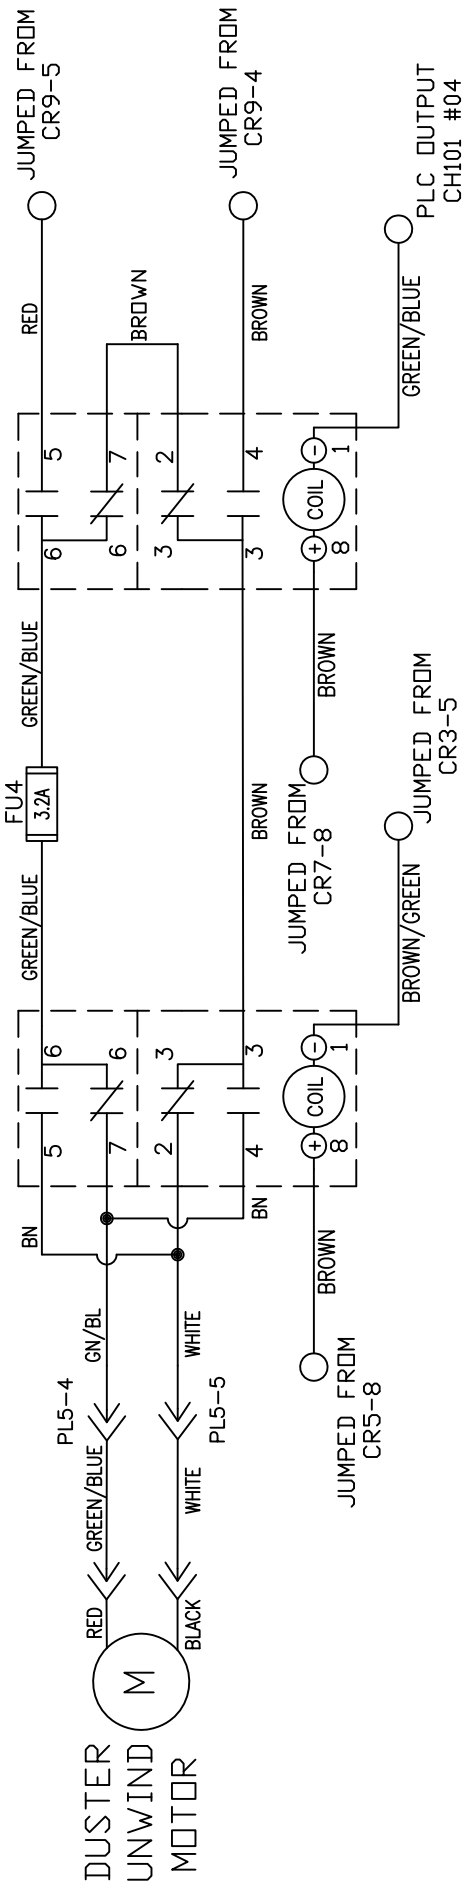 DUSTER
UNWIND
MOTOR
M
RED
BLACK
GREEN/BLUE
WHITE
PL5-4
PL5-5
GN/BL
WHITE
BN
BN
5
6
7
6
2
3
4
3
COIL
+
8
-
1
BROWN
JUMPED FROM
CR5-8
BROWN/GREEN
JUMPED FROM
CR3-5
GREEN/BLUE
FU4
3.2A
GREEN/BLUE
BROWN
6
5
6
7
3
2
3
4
COIL
+
8
-
1
BROWN
JUMPED FROM
CR7-8
BROWN
RED
JUMPED FROM
CR9-5
BROWN
JUMPED FROM
CR9-4
GREEN/BLUE
PLC OUTPUT
CH101 #04